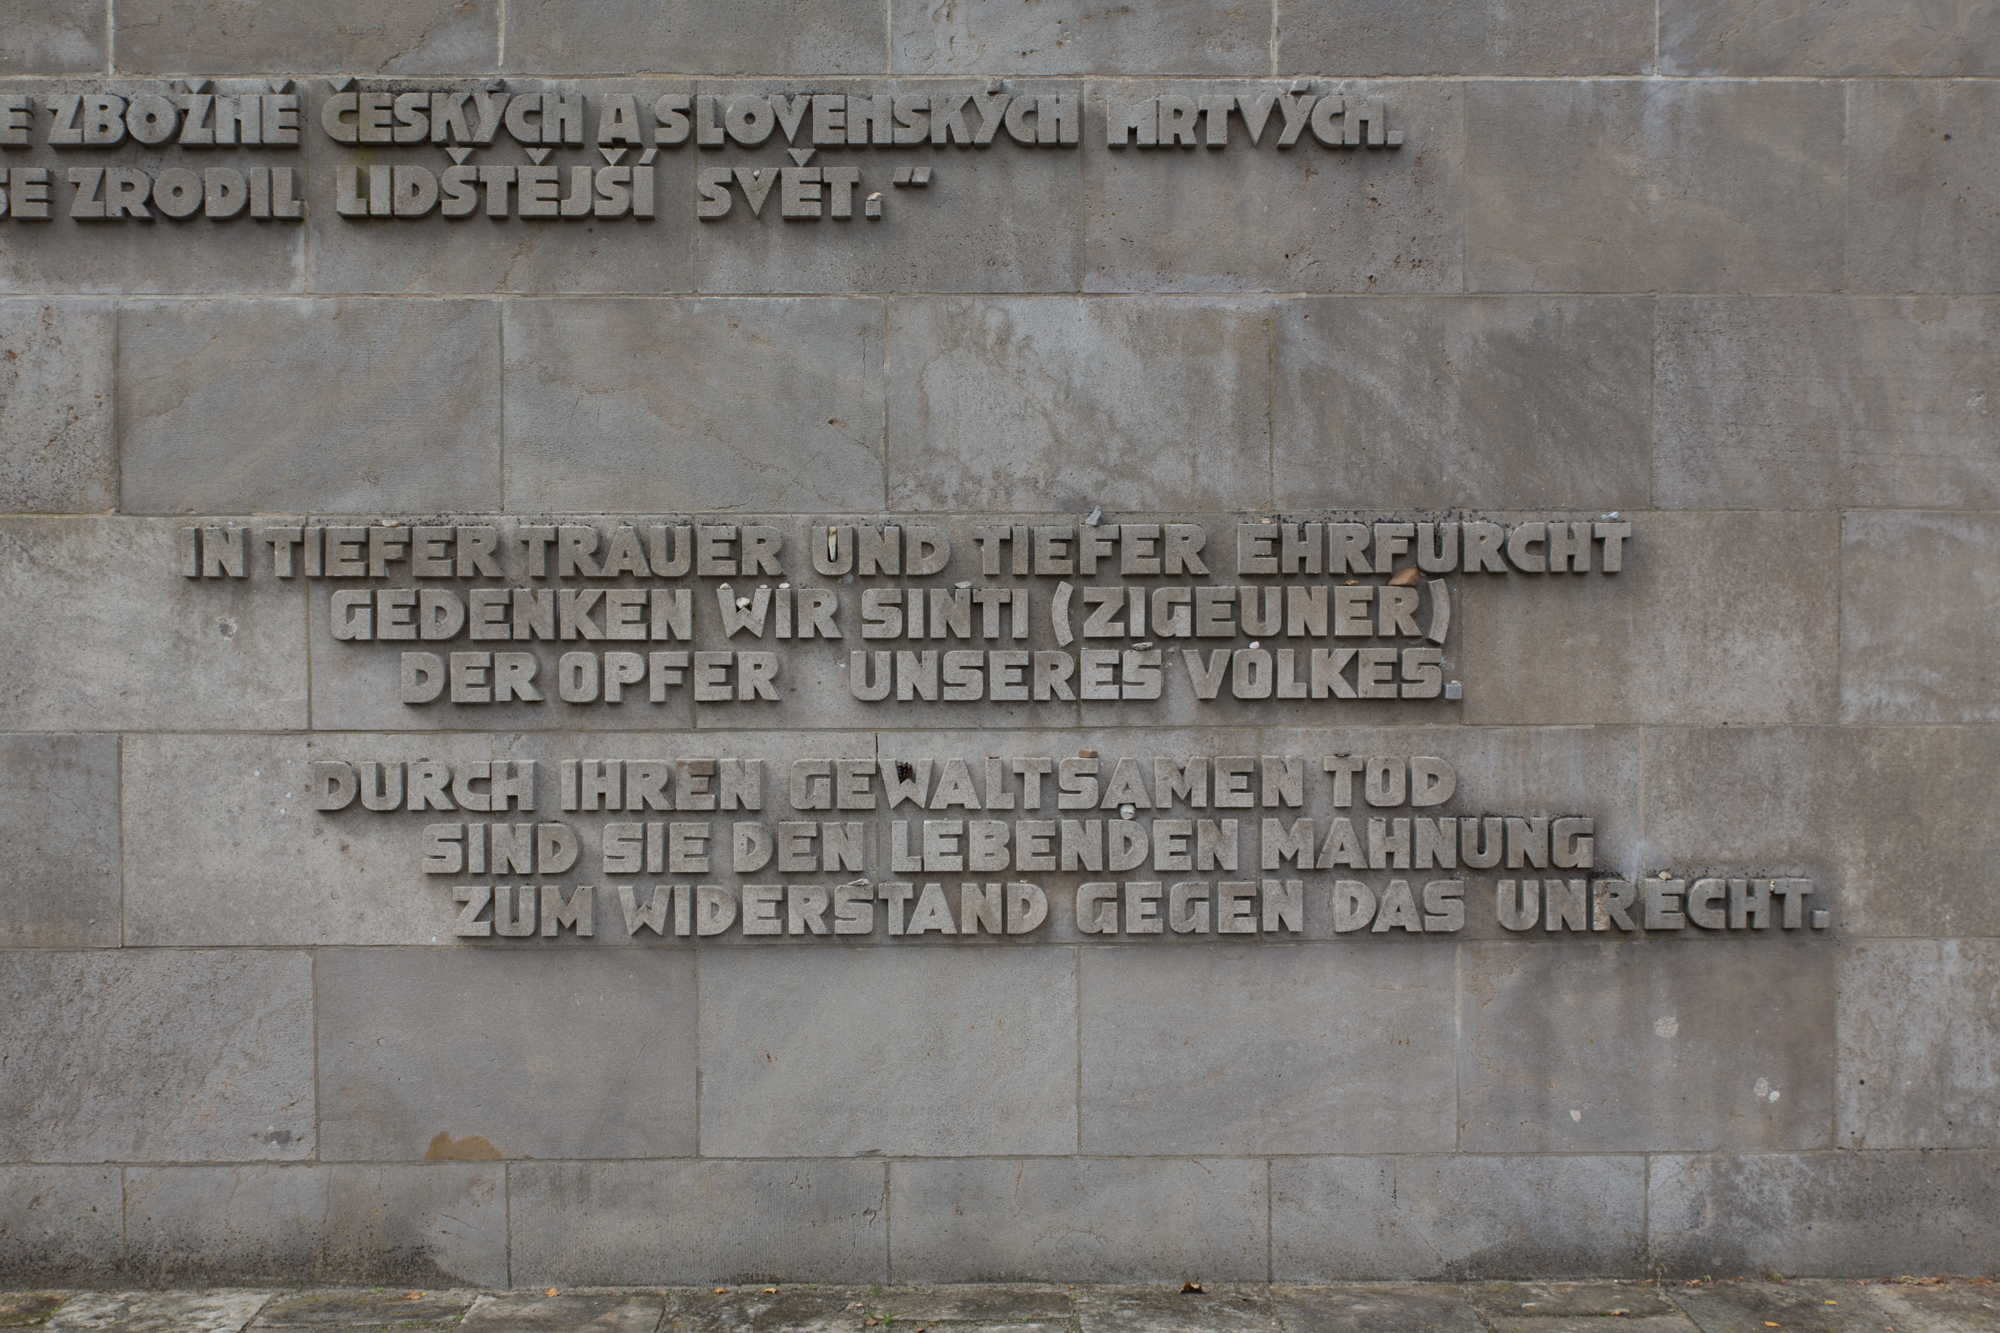 ZBOŽNĚ ČESKÝCH A SLOVENSKÝCH MRTVÝCH.
SE ZRODIL LIDŠTĚJŠÍ SVĚT.“
IN TIEFER TRAUER UND TIEFER EHRFURCHT
GEDENKEN WIR SINTI (ZIGEUNER)
DER OPFER UNSERES VOLKES.
DURCH IHREN GEWALTSAMEN TOD
SIND SIE DEN LEBENDEN MAHNUNG
ZUM WIDERSTAND GEGEN DAS UNRECHT.